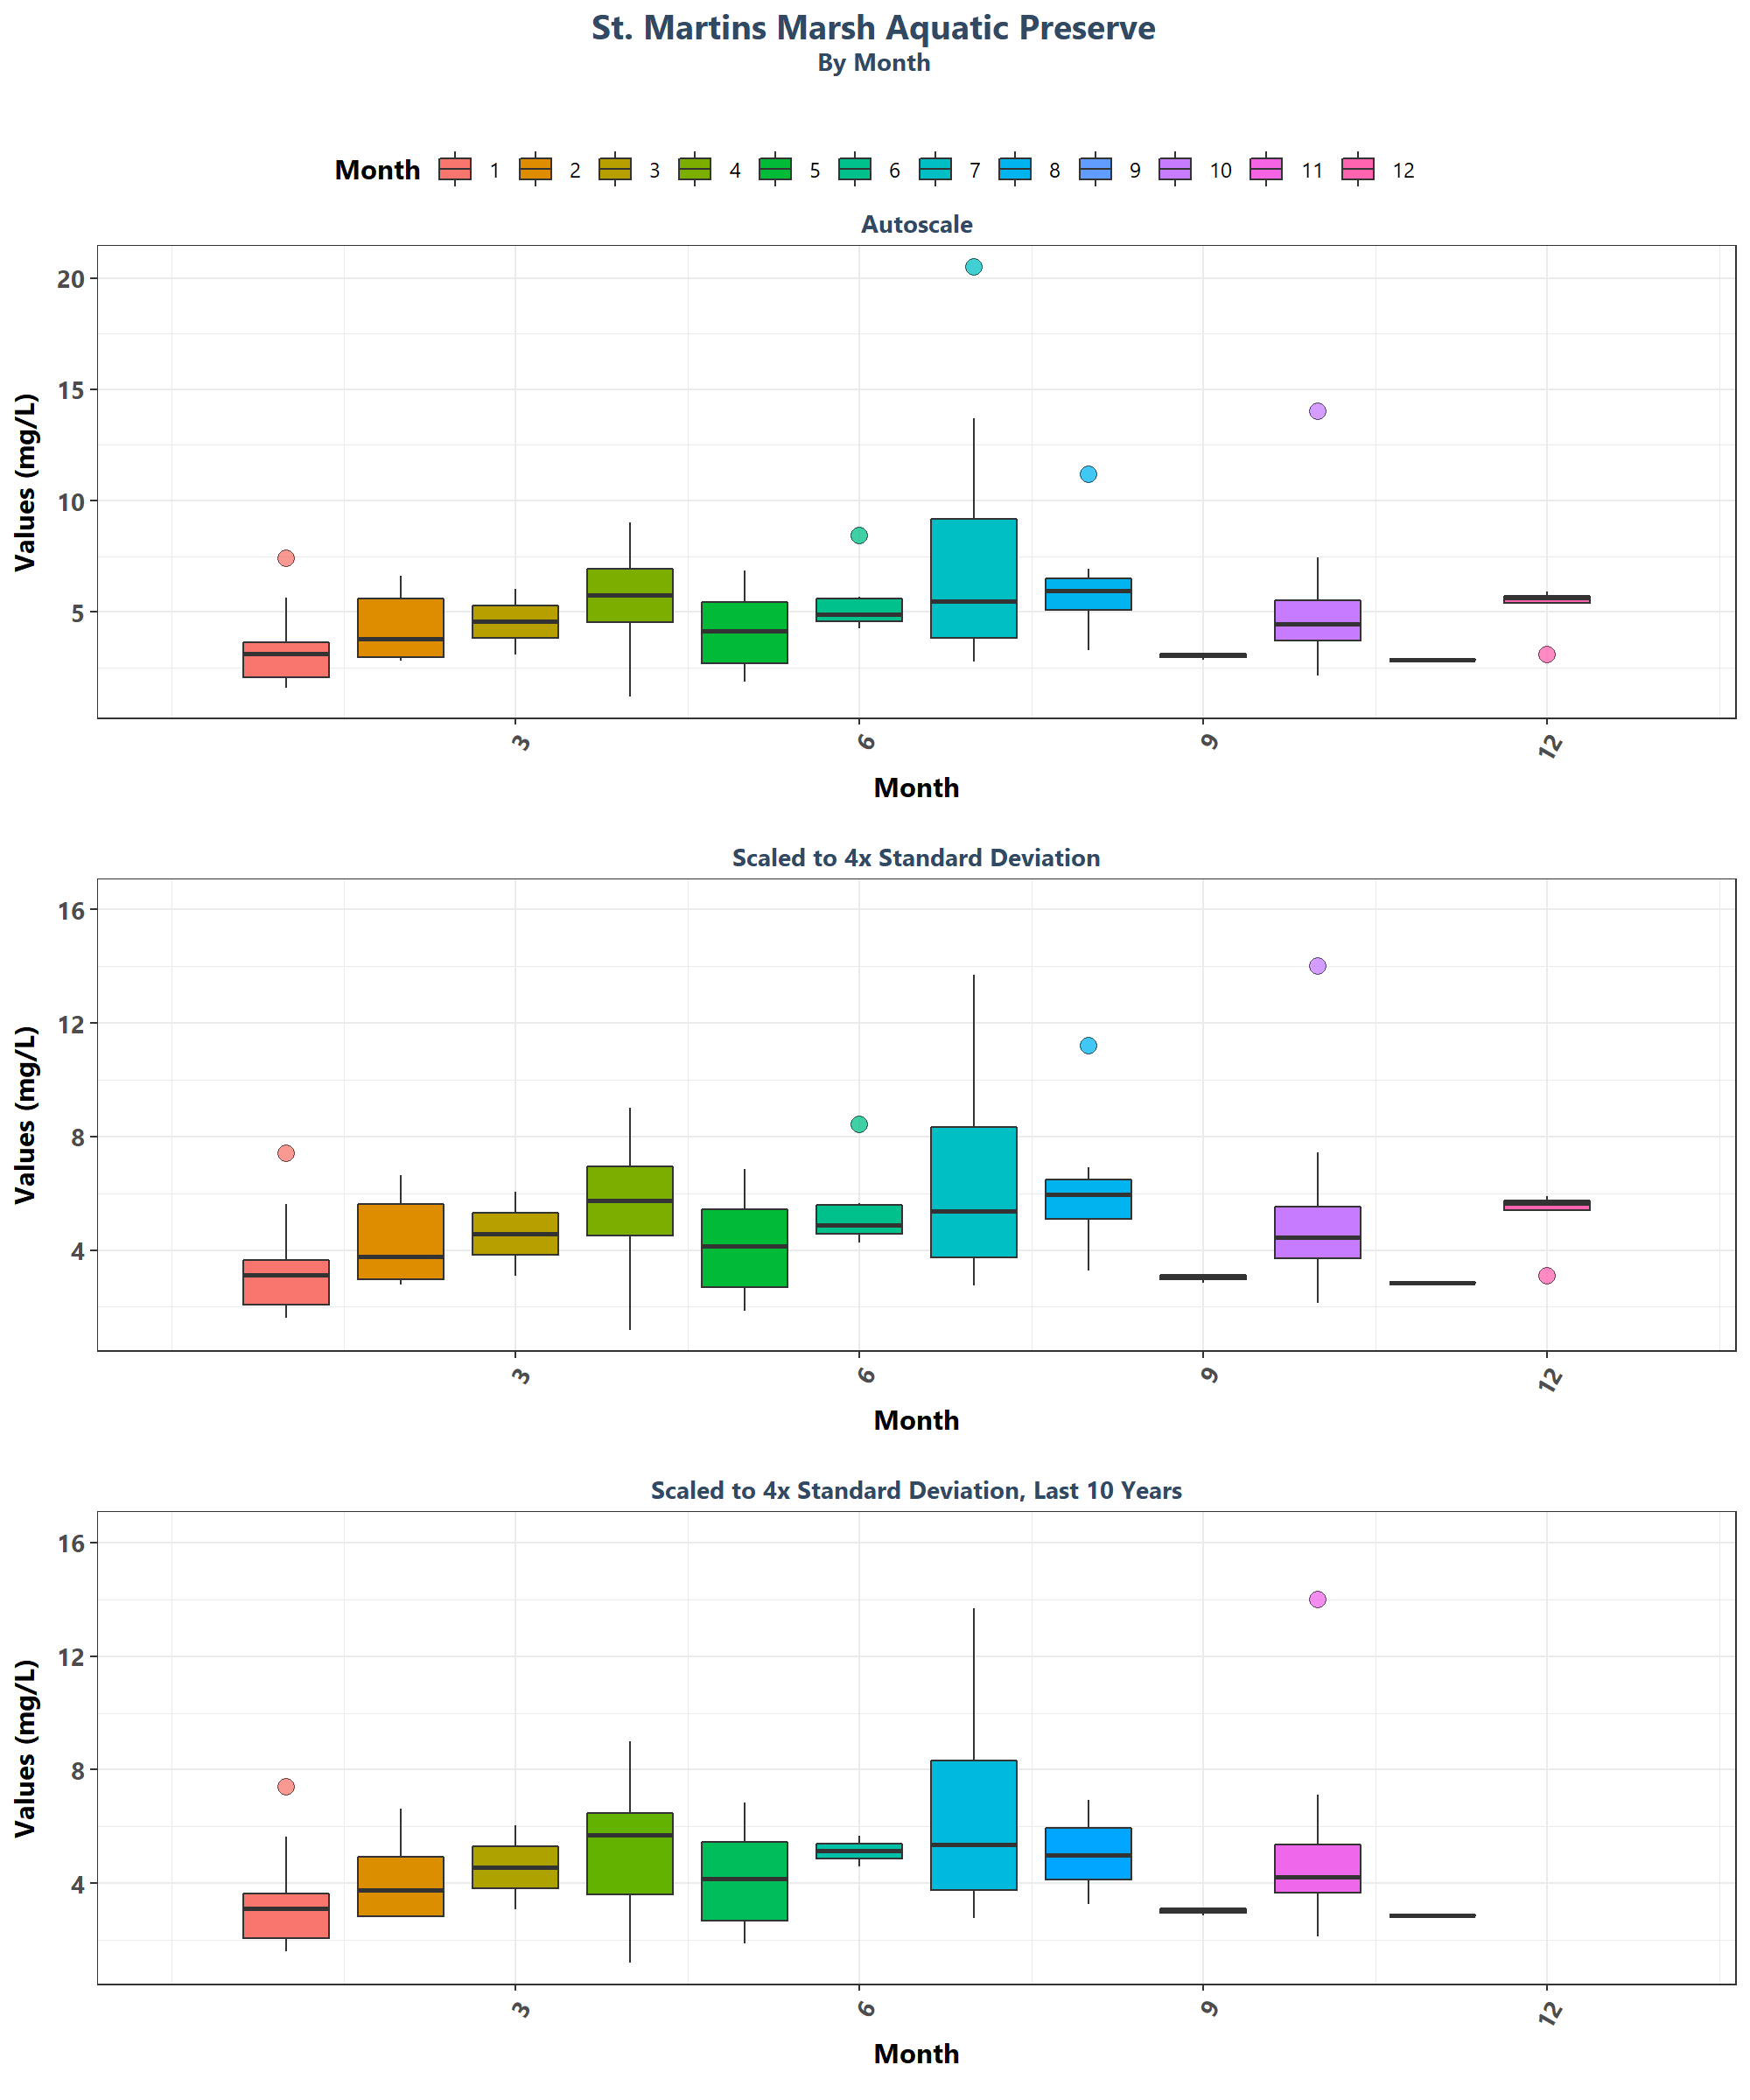 St. Martins Marsh Aquatic Preserve
By Month
Month 1 2 3 4 5 6 7 8 9 10 11 12
Autoscale
Values (mg/L)
20
15
10
5
3 6 9 12
Month
Scaled to 4x Standard Deviation
Values (mg/L)
16
12
8
4
3 6 9 12
Month
Scaled to 4x Standard Deviation, Last 10 Years
Values (mg/L)
16
12
8
4
3 6 9 12
Month